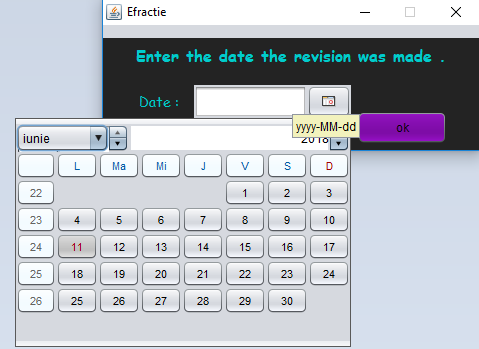 Efractie
Enter the date the revision was made .
Date :
yyyy-MM-dd
ok
iunie 2018
L Ma Mi J V S D
22 1 2 3
23 4 5 6 7 8 9 10
24 11 12 13 14 15 16 17
25 18 19 20 21 22 23 24
26 25 26 27 28 29 30